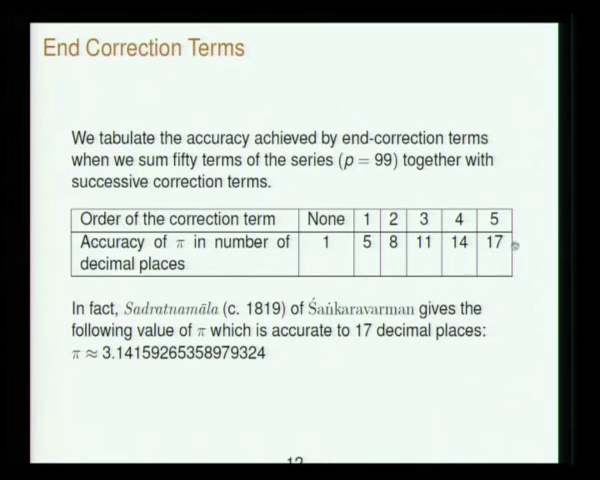 End Correction Terms
We tabulate the accuracy achieved by end-correction terms
when we sum fifty terms of the series (p = 99) together with
successive correction terms.
Order of the correction term None 1 2 3 4 5
Accuracy of π in number of 1 5 8 11 14 17
decimal places
In fact, Sadratnamāla (c. 1819) of Śaṅkaravarman gives the
following value of π which is accurate to 17 decimal places:
π ≈ 3.14159265358979324
12